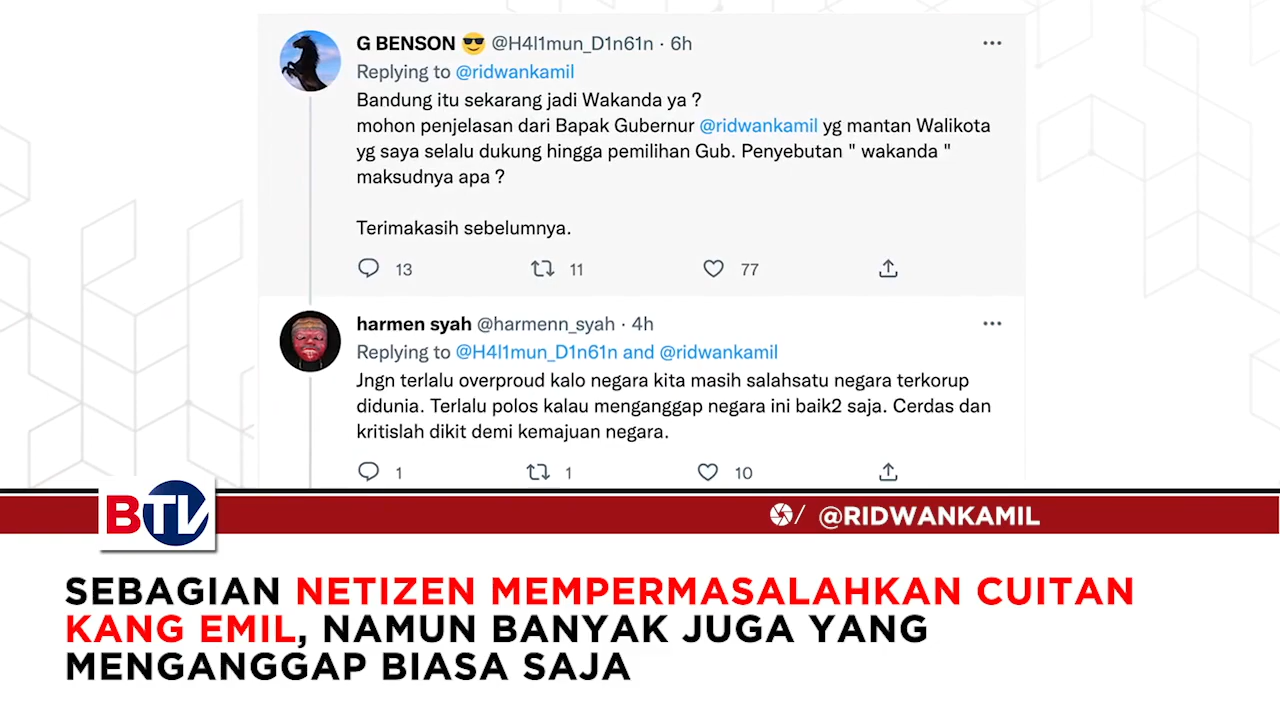 G BENSON 😎 @H4l1mun_D1n61n · 6h
Replying to @ridwankamil
Bandung itu sekarang jadi Wakanda ya ?
mohon penjelasan dari Bapak Gubernur @ridwankamil yg mantan Walikota
yg saya selalu dukung hingga pemilihan Gub. Penyebutan " wakanda "
maksudnya apa ?
Terimakasih sebelumnya.
13 11 77
harmen syah @harmenn_syah · 4h
Replying to @H4l1mun_D1n61n and @ridwankamil
Jngn terlalu overproud kalo negara kita masih salahsatu negara terkorup
didunia. Terlalu polos kalau menganggap negara ini baik2 saja. Cerdas dan
kritislah dikit demi kemajuan negara.
1 1 10
BTV
/ @RIDWANKAMIL
SEBAGIAN NETIZEN MEMPERMASALAHKAN CUITAN
KANG EMIL, NAMUN BANYAK JUGA YANG
MENGANGGAP BIASA SAJA